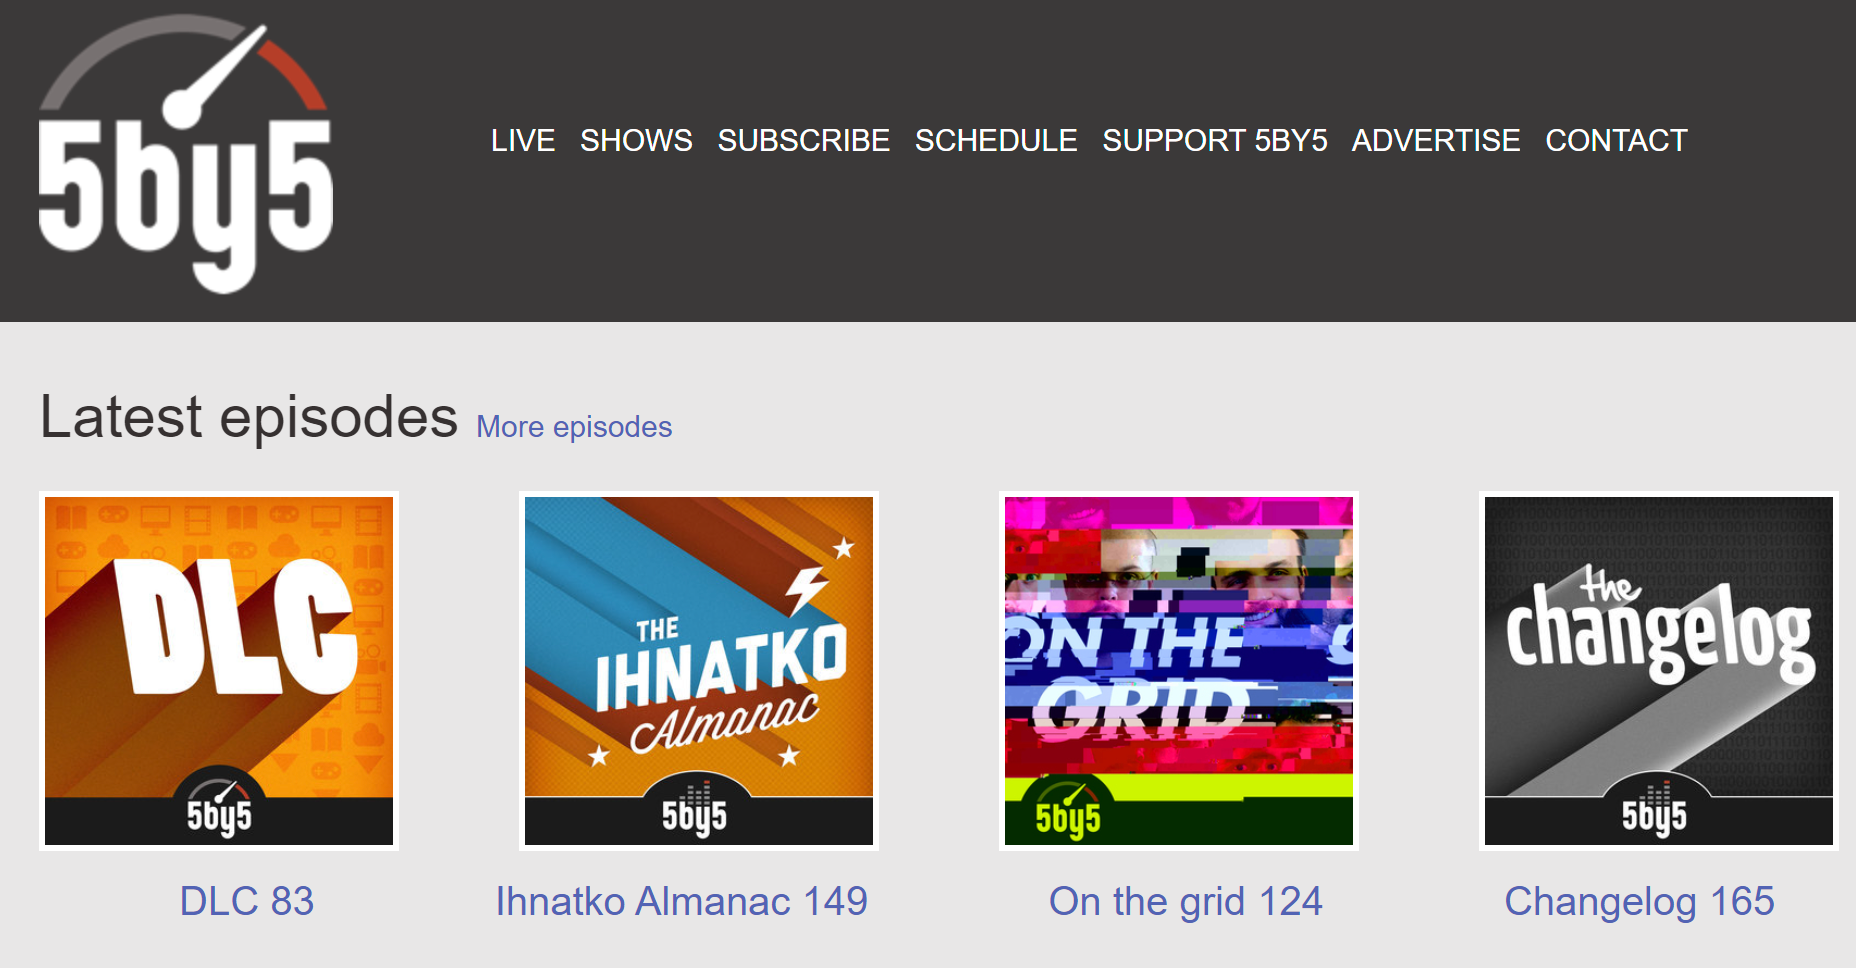 5by5
LIVE SHOWS SUBSCRIBE SCHEDULE SUPPORT 5BY5 ADVERTISE CONTACT
Latest episodes More episodes
DLC
5by5
THE
IHNATKO
Almanac
5by5
ON THE
GRID
5by5
the
changelog
5by5
DLC 83
Ihnatko Almanac 149
On the grid 124
Changelog 165